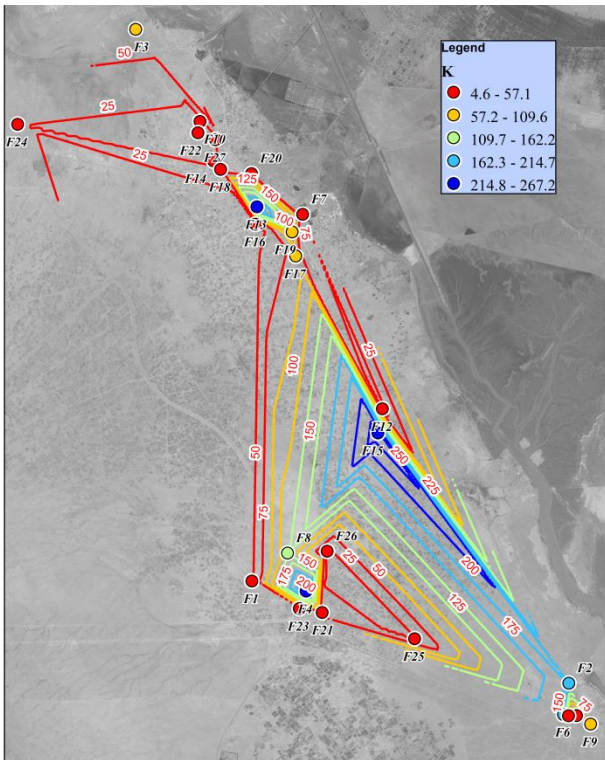 Legend
K
4.6 - 57.1
57.2 - 109.6
109.7 - 162.2
162.3 - 214.7
214.8 - 267.2
F3
50
25
F24
F10
F22
F27
25
F14
F20
F18
125
150
F7
F13
100
75
F16
F19
F17
100
25
150
50
F12
F15
250
225
75
200
F8
F26
150
25
175
50
F1
200
125
F4
175
F23
F21
F25
F2
150
75
F6
F9